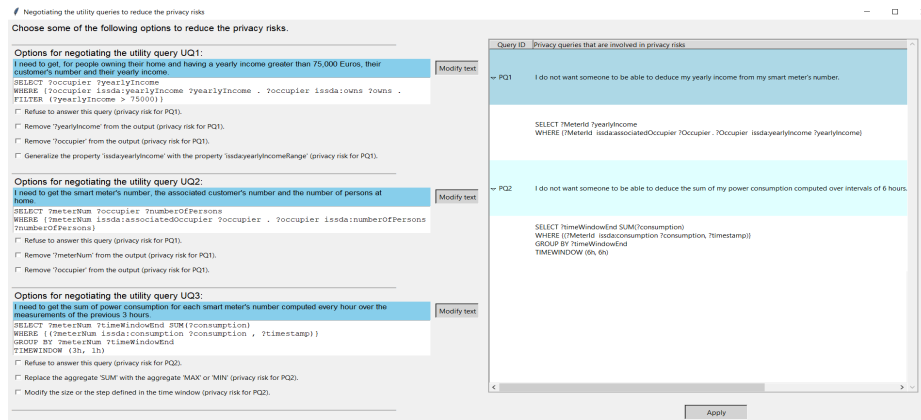 Negotiating the utility queries to reduce the privacy risks
Choose some of the following options to reduce the privacy risks.
Options for negotiating the utility query UQ1:
I need to get, for people owning their home and having a yearly income greater than 75,000 Euros, their
customer's number and their yearly income.
Modify text
SELECT ?occupier ?yearlyIncome
WHERE {?occupier issda:yearlyIncome ?yearlyIncome . ?occupier issda:owns ?owns .
FILTER (?yearlyIncome > 75000)}
Refuse to answer this query (privacy risk for PQ1).
Remove '?yearlyIncome' from the output (privacy risk for PQ1).
Remove '?occupier' from the output (privacy risk for PQ1).
Generalize the property 'issda:yearlyIncome' with the property 'issda:yearlyIncomeRange' (privacy risk for PQ1).
Options for negotiating the utility query UQ2:
I need to get the smart meter's number, the associated customer's number and the number of persons at
home.
Modify text
SELECT ?meterNum ?occupier ?numberOfPersons
WHERE {?meterNum issda:associatedOccupier ?occupier . ?occupier issda:numberOfPersons
?numberOfPersons}
Refuse to answer this query (privacy risk for PQ1).
Remove '?meterNum' from the output (privacy risk for PQ1).
Remove '?occupier' from the output (privacy risk for PQ1).
Options for negotiating the utility query UQ3:
I need to get the sum of power consumption for each smart meter's number computed every hour over the
measurements of the previous 3 hours.
Modify text
SELECT ?meterNum ?timeWindowEnd SUM(?consumption)
WHERE {(?meterNum issda:consumption ?consumption , ?timestamp)}
GROUP BY ?meterNum ?timeWindowEnd
TIMEWINDOW (3h, 1h)
Refuse to answer this query (privacy risk for PQ2).
Replace the aggregate 'SUM' with the aggregate 'MAX' or 'MIN' (privacy risk for PQ2).
Modify the size or the step defined in the time window (privacy risk for PQ2).
Query ID Privacy queries that are involved in privacy risks
PQ1 I do not want someone to be able to deduce my yearly income from my smart meter's number.
SELECT ?MeterId ?yearlyIncome
WHERE {?MeterId issda:associatedOccupier ?Occupier . ?Occupier issda:yearlyIncome ?yearlyIncome}
PQ2 I do not want someone to be able to deduce the sum of my power consumption computed over intervals of 6 hours.
SELECT ?timeWindowEnd SUM(?consumption)
WHERE {(?MeterId issda:consumption ?consumption, ?timestamp)}
GROUP BY ?timeWindowEnd
TIMEWINDOW (6h, 6h)
Apply